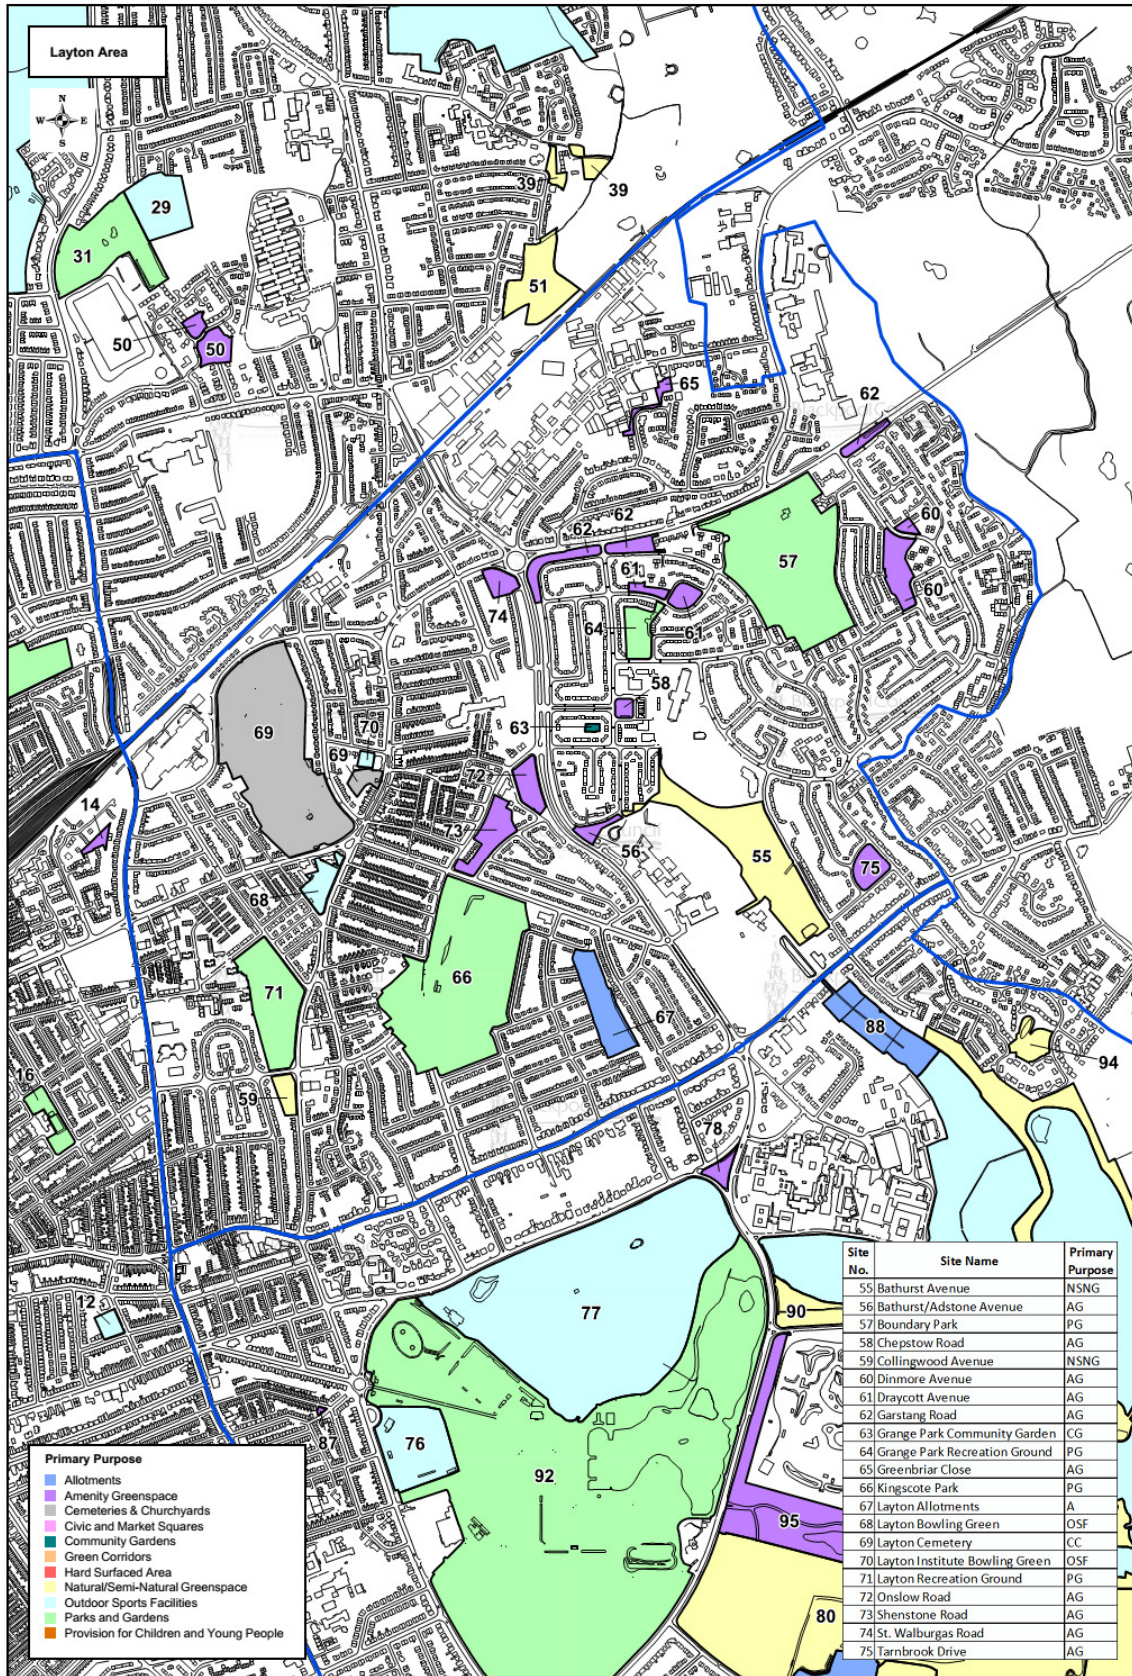 Layton Area
N
W E
S
29
31
39
39
51
50
50
65
62
62
62
60
57
61
74
60
64
61
58
69
70
63
69
72
14
73
56
55
75
68
66
71
67
88
94
16
59
78
77
90
12
76
87
92
95
80
Site No. Site Name Primary Purpose
55 Bathurst Avenue NSNG
56 Bathurst/Adstone Avenue AG
57 Boundary Park PG
58 Chepstow Road AG
59 Collingwood Avenue NSNG
60 Dinmore Avenue AG
61 Draycott Avenue AG
62 Garstang Road AG
63 Grange Park Community Garden CG
64 Grange Park Recreation Ground PG
65 Greenbriar Close AG
66 Kingscote Park PG
67 Layton Allotments A
68 Layton Bowling Green OSF
69 Layton Cemetery CC
70 Layton Institute Bowling Green OSF
71 Layton Recreation Ground PG
72 Onslow Road AG
73 Shenstone Road AG
74 St. Walburgas Road AG
75 Tarnbrook Drive AG
Primary Purpose
Allotments
Amenity Greenspace
Cemeteries & Churchyards
Civic and Market Squares
Community Gardens
Green Corridors
Hard Surfaced Area
Natural/Semi-Natural Greenspace
Outdoor Sports Facilities
Parks and Gardens
Provision for Children and Young People